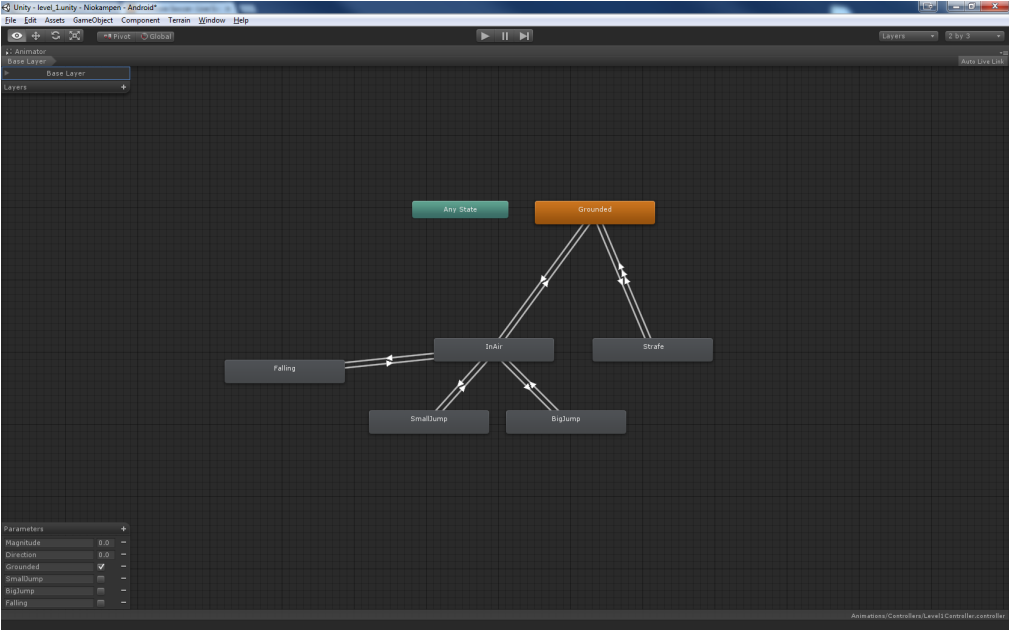 Unity - level_1.unity - Niokampen - Android*
File Edit Assets GameObject Component Terrain Window Help
Pivot Global Layers 2 by 3
Animator
Base Layer Auto Live Link
Base Layer
Layers +
Any State Grounded
InAir Strafe
Falling
SmallJump BigJump
Parameters +
Magnitude 0.0 −
Direction 0.0 −
Grounded −
SmallJump −
BigJump −
Falling −
Animations/Controllers/Level1Controller.controller